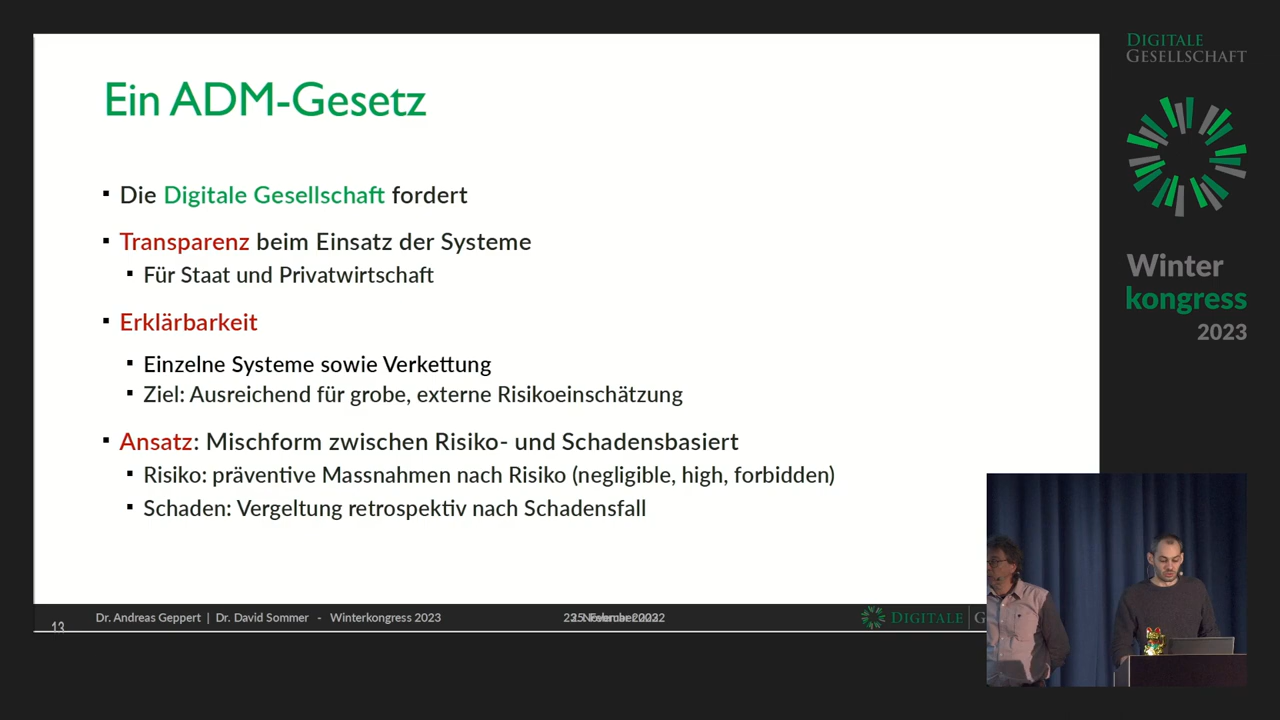 DIGITALE
GESELLSCHAFT
Ein ADM-Gesetz
Die Digitale Gesellschaft fordert
Transparenz beim Einsatz der Systeme
Für Staat und Privatwirtschaft
Erklärbarkeit
Einzelne Systeme sowie Verkettung
Ziel: Ausreichend für grobe, externe Risikoeinschätzung
Ansatz: Mischform zwischen Risiko- und Schadensbasiert
Risiko: präventive Massnahmen nach Risiko (negligible, high, forbidden)
Schaden: Vergeltung retrospektiv nach Schadensfall
Winter
kongress
2023
13
Dr. Andreas Geppert | Dr. David Sommer - Winterkongress 2023
DIGITALE G